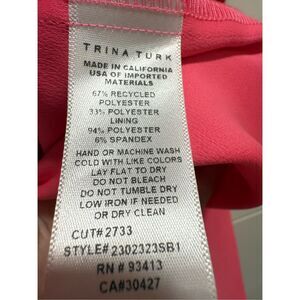 TRINA TURK
MADE IN CALIFORNIA
USA OF IMPORTED
MATERIALS
67% RECYCLED
POLYESTER
33% POLYESTER
LINING
94% POLYESTER
6% SPANDEX
HAND OR MACHINE WASH
COLD WITH LIKE COLORS
LAY FLAT TO DRY
DO NOT BLEACH
DO NOT TUMBLE DRY
LOW IRON IF NEEDED
OR DRY CLEAN
CUT# 2733
STYLE# 2302323SB1
RN # 93413
CA#30427